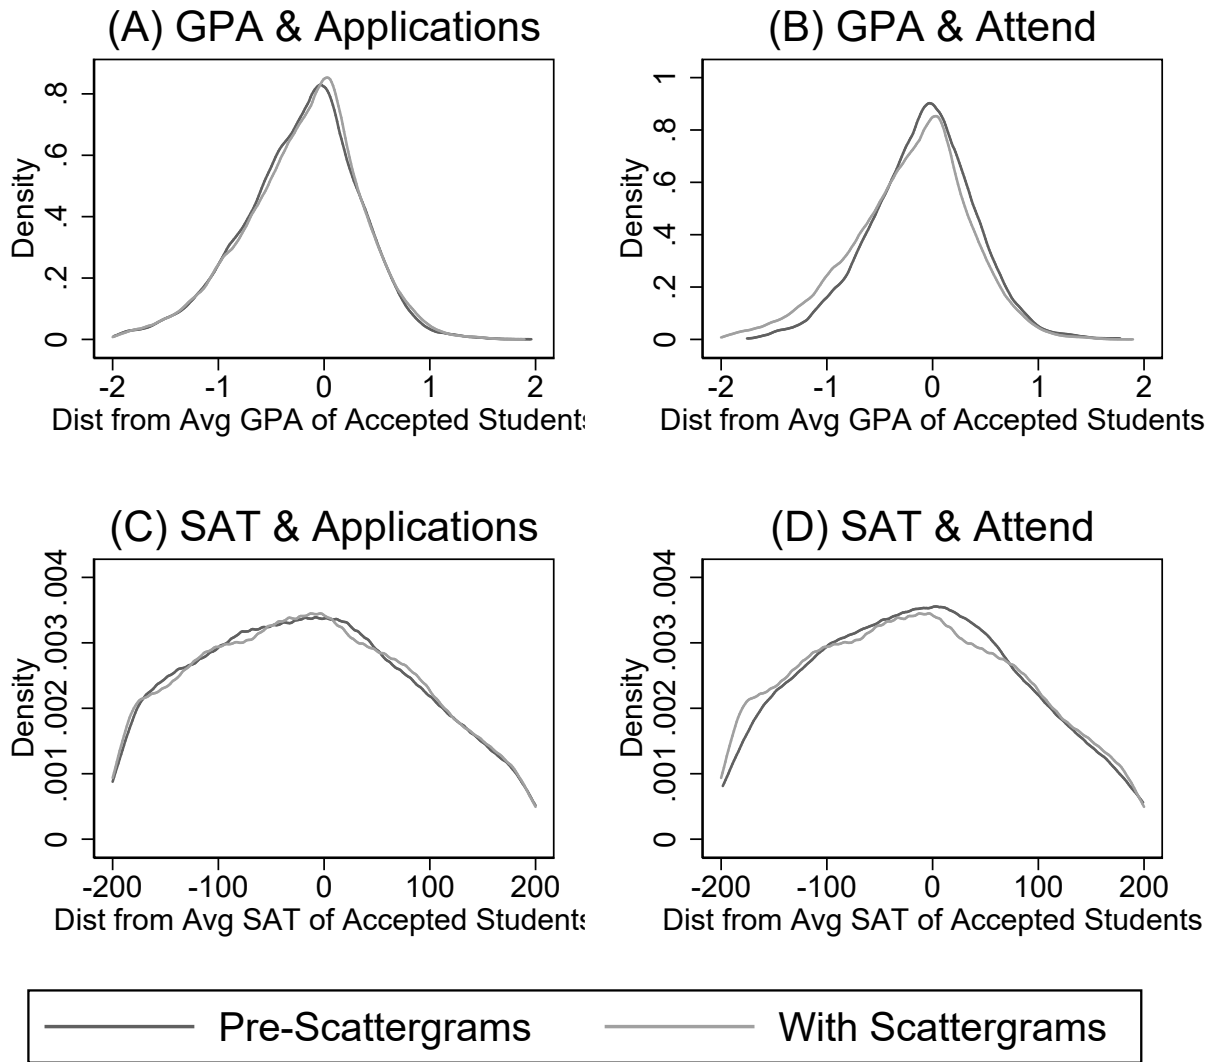 (A) GPA & Applications
Density
0 .2 .4 .6 .8
-2 -1 0 1 2
Dist from Avg GPA of Accepted Students
(B) GPA & Attend
Density
0 .2 .4 .6 .8 1
-2 -1 0 1 2
Dist from Avg GPA of Accepted Students
(C) SAT & Applications
Density
0 .001 .002 .003 .004
-200 -100 0 100 200
Dist from Avg SAT of Accepted Students
(D) SAT & Attend
Density
0 .001 .002 .003 .004
-200 -100 0 100 200
Dist from Avg SAT of Accepted Students
Pre-Scattergrams
With Scattergrams